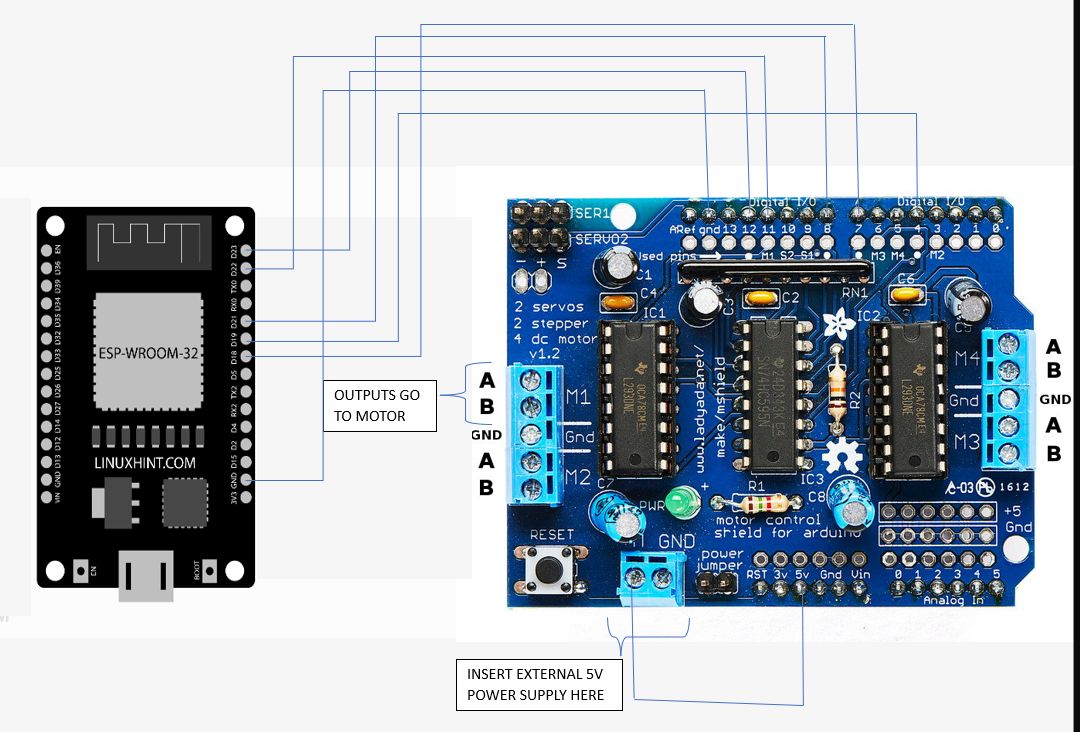 EN
D36
D39
D34
D35
D32
D33
D25
D26
D27
D14
D12
D13
GND
VIN
D23
D22
TX0
RX0
D21
D19
D18
D5
TX2
RX2
D4
D2
D15
GND
3V3
ESP-WROOM-32
LINUXHINT.COM
EN
BOOT
OUTPUTS GO
TO MOTOR
A
B
GND
A
B
SER1
SERVO2
- + S
Digital I/O
Digital I/O
ARef gnd 13 12 11 10 9 8
7 6 5 4 3 2 1 0
Used pins
M1 S2 S1
M3 M4 M2
C1
C4
C3
C2
RN1
C6
2 servos
2 stepper
4 dc motor
v1.2
IC1
IC2
M1
Gnd
M2
L293DNE
SN74HC595N
L293DNE
www.ladyada.net/
make/mshield
R2
M4
Gnd
M3
A
B
GND
A
B
C7
PWR
+
R1
IC3
C8
1612
+5
Gnd
motor control
shield for arduino
RESET
GND
power
jumper
RST 3v 5v Gnd Vin
0 1 2 3 4 5
Analog In
INSERT EXTERNAL 5V
POWER SUPPLY HERE